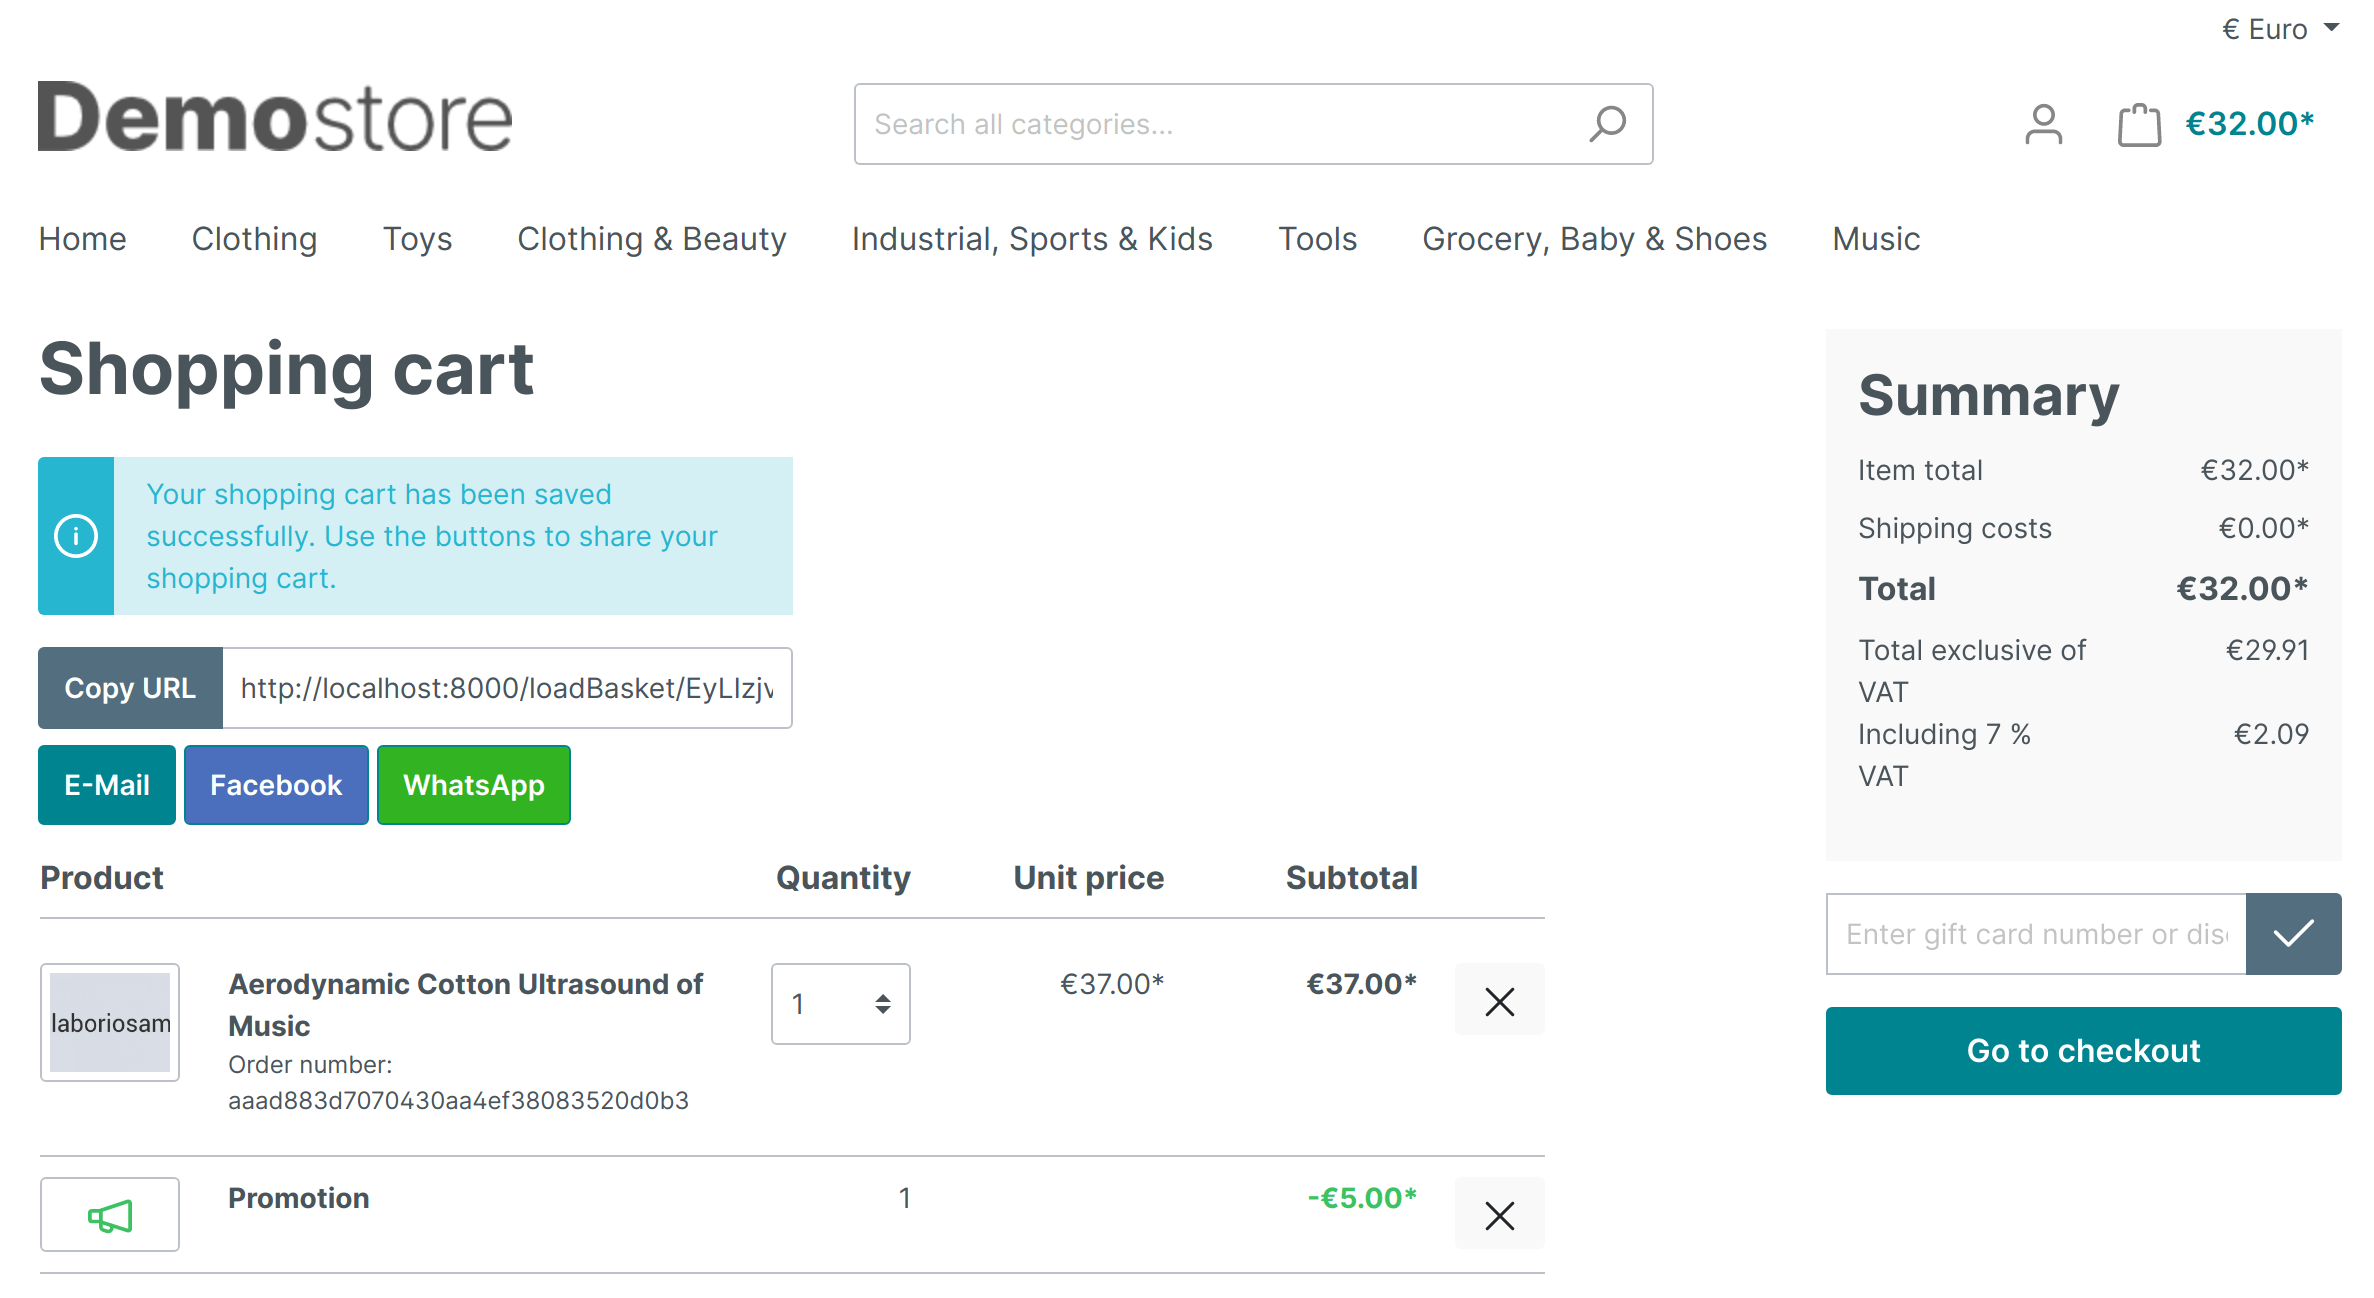 € Euro
Demostore
Search all categories...
€32.00*
Home Clothing Toys Clothing & Beauty Industrial, Sports & Kids Tools Grocery, Baby & Shoes Music
Shopping cart
Your shopping cart has been saved
successfully. Use the buttons to share your
shopping cart.
Copy URL http://localhost:8000/loadBasket/EyLIzjv
E-Mail Facebook WhatsApp
Product Quantity Unit price Subtotal
laboriosam
Aerodynamic Cotton Ultrasound of
Music
Order number:
aaad883d7070430aa4ef38083520d0b3
1 €37.00* €37.00*
Promotion 1 -€5.00*
Summary
Item total €32.00*
Shipping costs €0.00*
Total €32.00*
Total exclusive of €29.91
VAT
Including 7 % €2.09
VAT
Enter gift card number or disc
Go to checkout